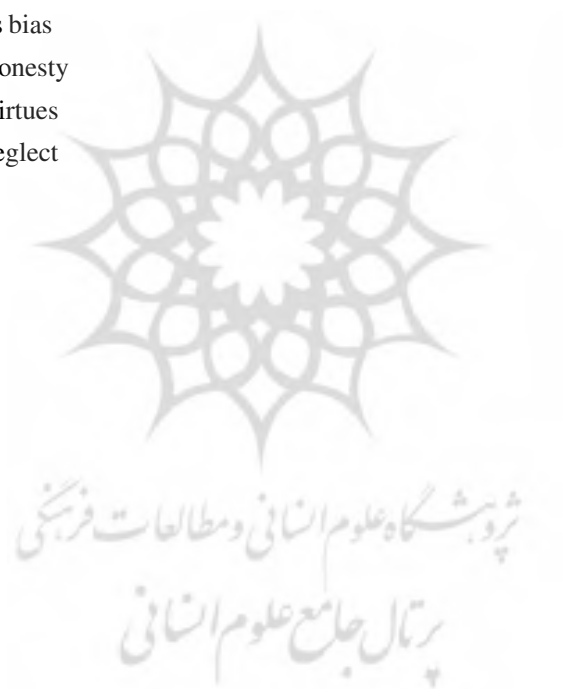 s bias
onesty
irtues
eglect
پژوهشگاه علوم انسانی و مطالعات فرهنگی
پرتال جامع علوم انسانی